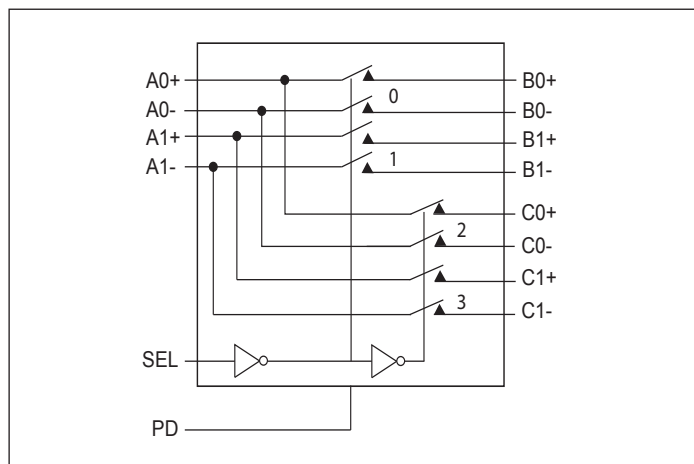 A0+
B0+
A0-
0
B0-
A1+
B1+
A1-
1
B1-
C0+
2
C0-
C1+
3
C1-
SEL
PD